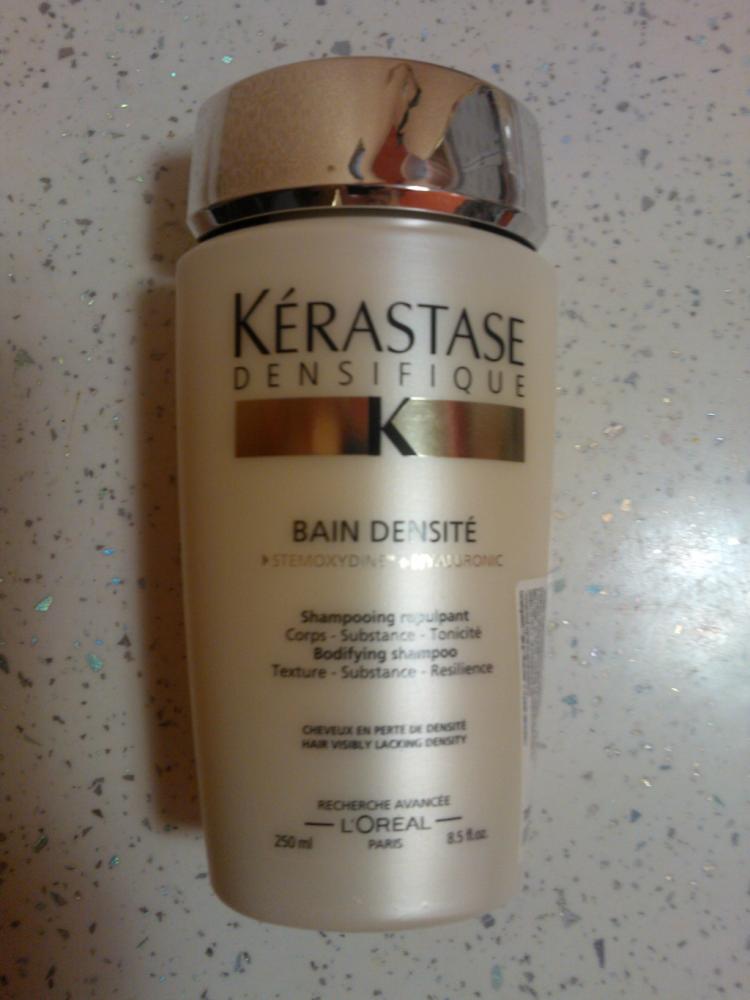 KÉRASTASE
DENSIFIQUE
K
BAIN DENSITÉ
STEMOXYDINE + HYALURONIC
Shampooing repulpant
Corps - Substance - Tonicité
Bodifying shampoo
Texture - Substance - Resilience
CHEVEUX EN PERTE DE DENSITÉ
HAIR VISIBLY LACKING DENSITY
RECHERCHE AVANCÉE
L'ORÉAL
250 ml PARIS 8.5 fl.oz.